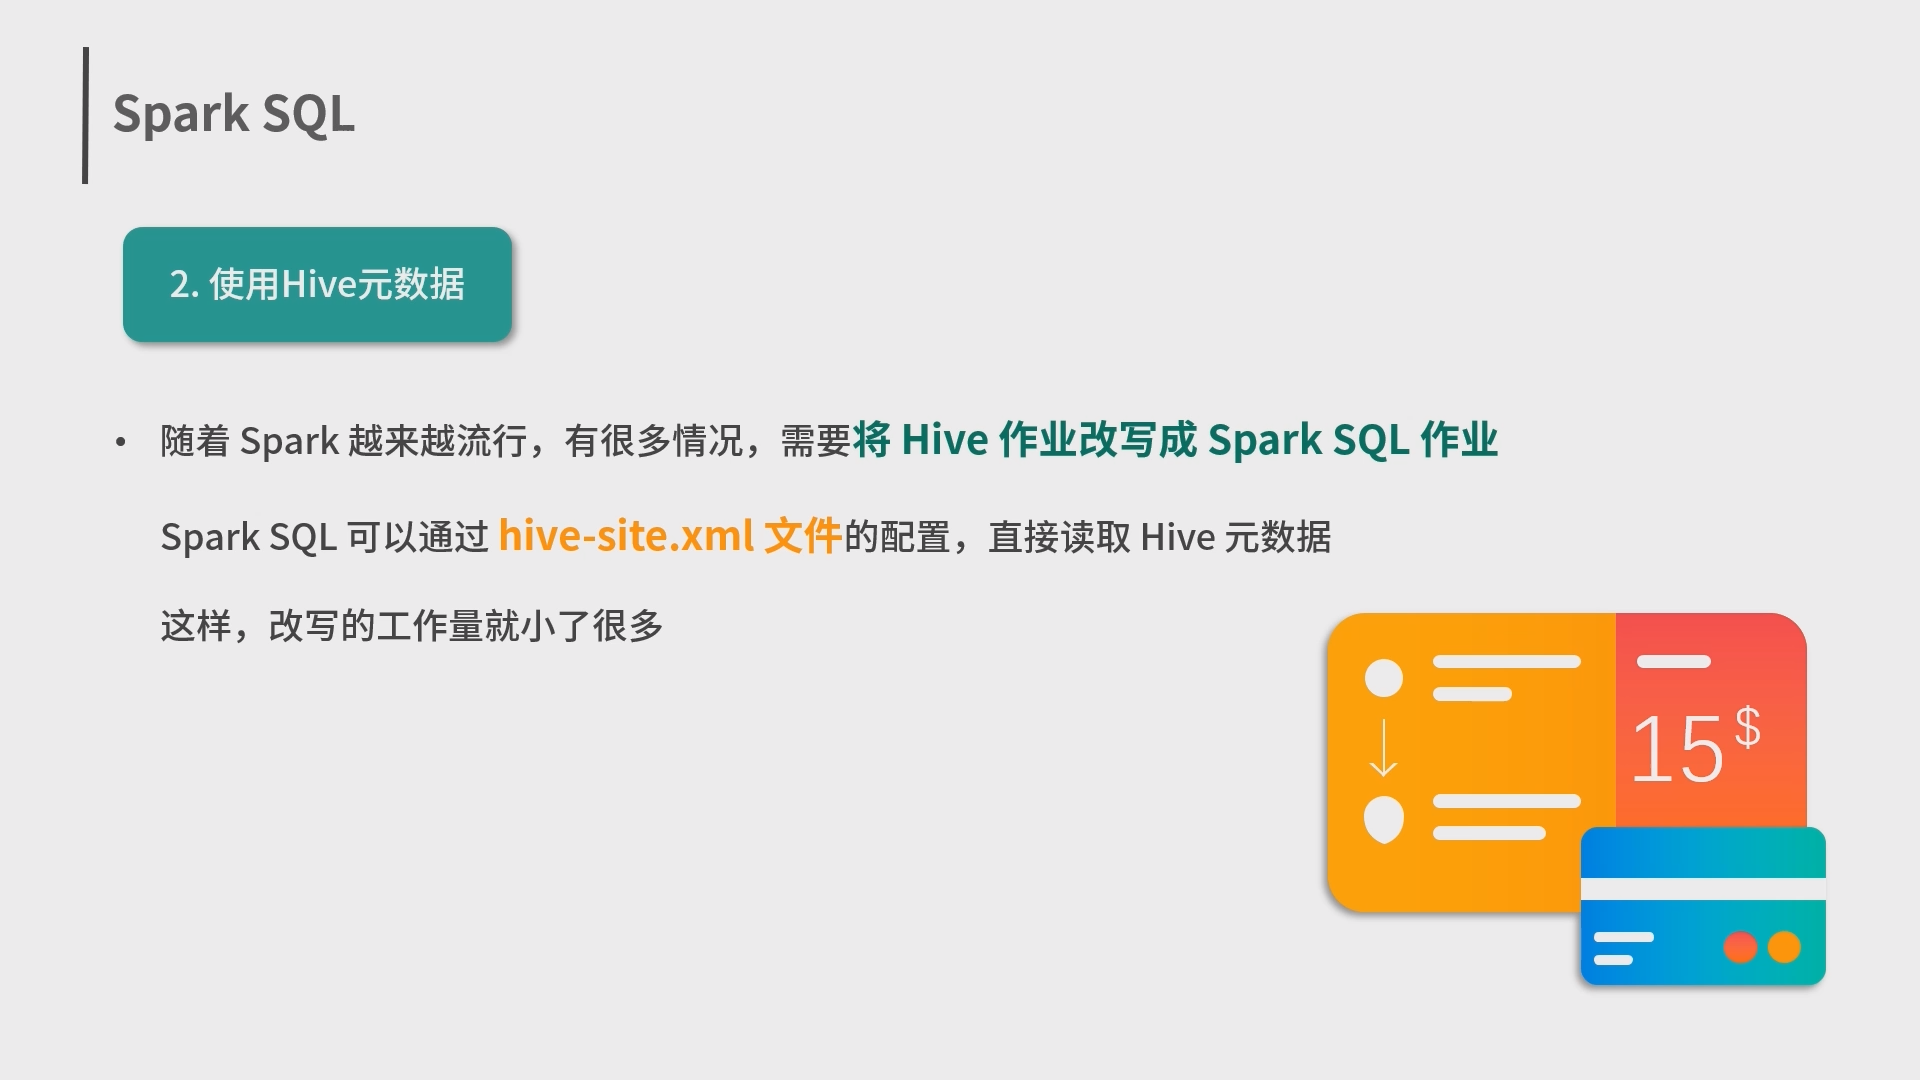 Spark SQL
2. 使用Hive元数据
• 随着 Spark 越来越流行，有很多情况，需要将 Hive 作业改写成 Spark SQL 作业
Spark SQL 可以通过 hive-site.xml 文件的配置，直接读取 Hive 元数据
这样，改写的工作量就小了很多
15$